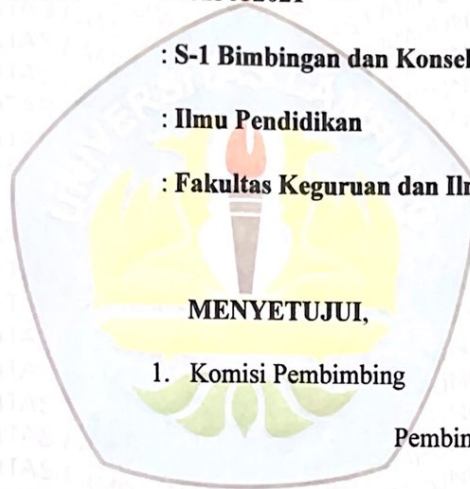 : S-1 Bimbingan dan Konsel
: Ilmu Pendidikan
: Fakultas Keguruan dan Ilm
MENYETUJUI,
1. Komisi Pembimbing
Pembin